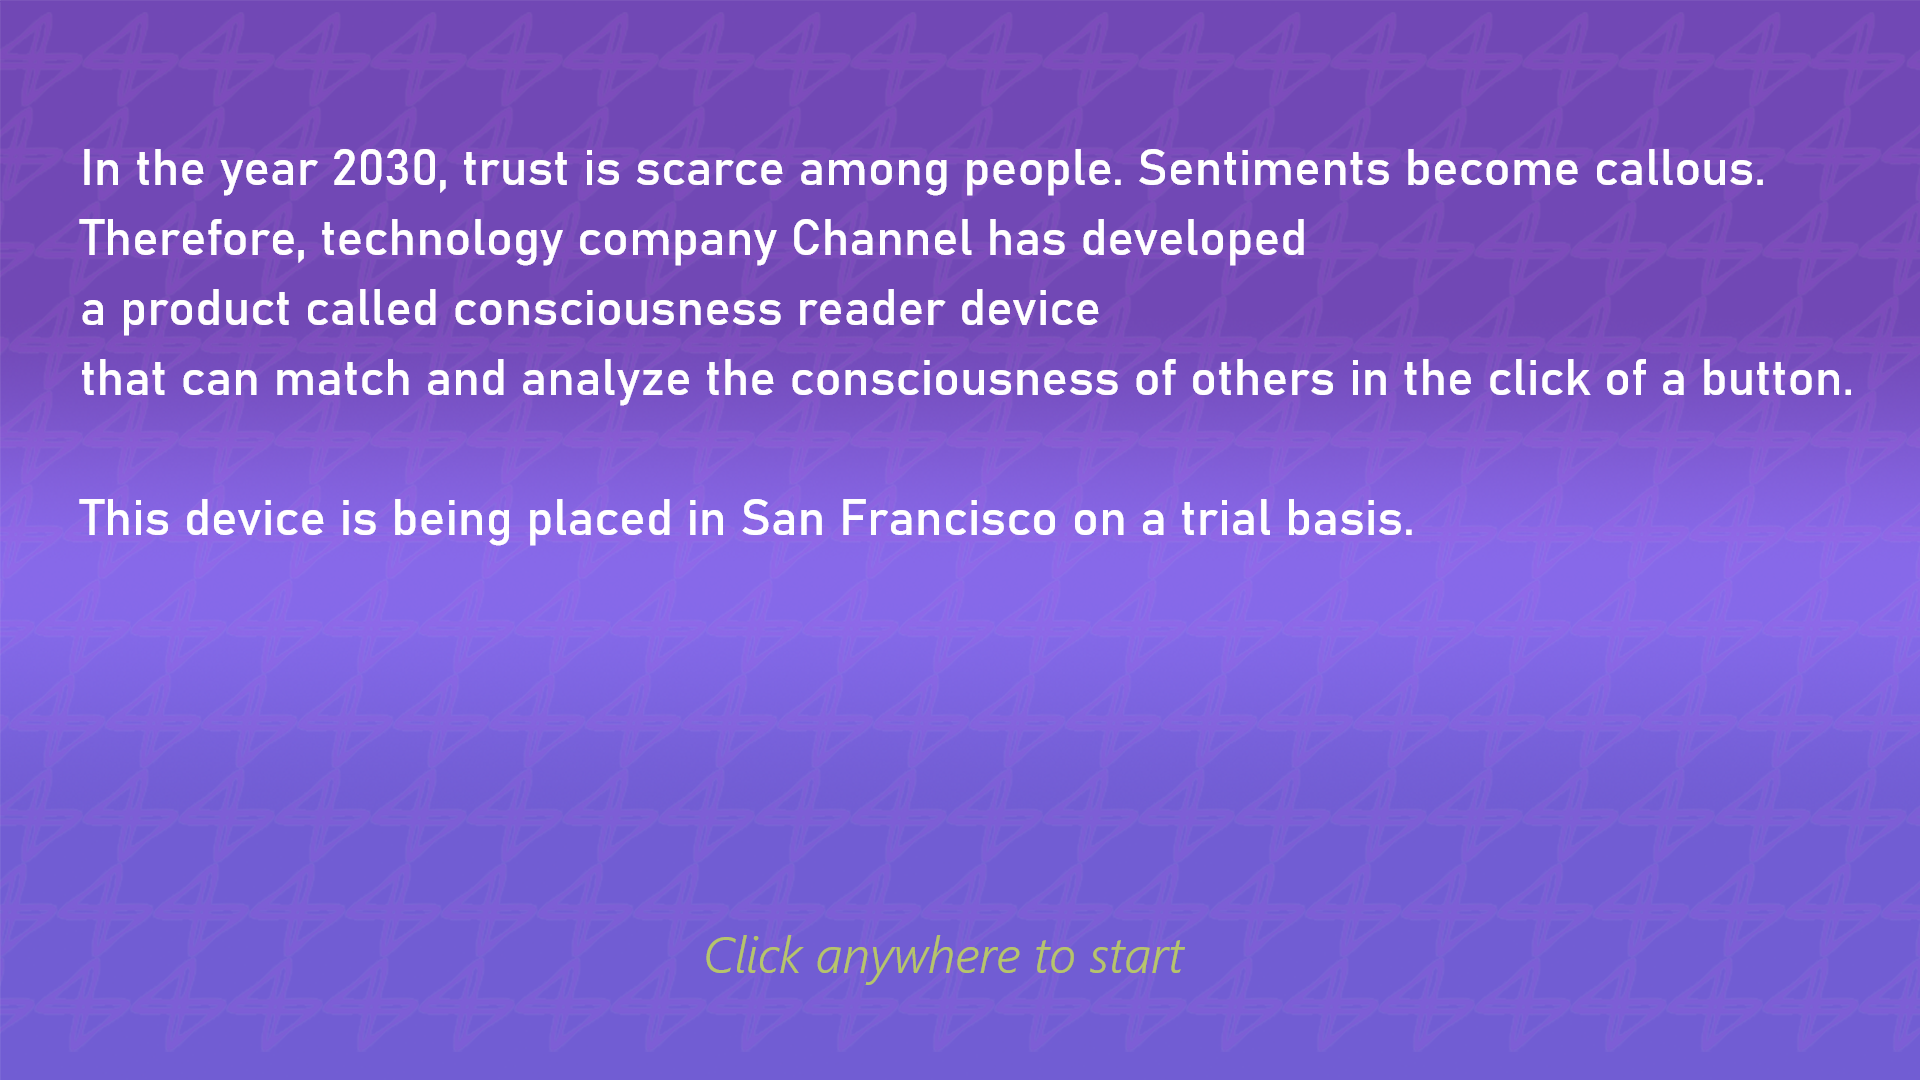 In the year 2030, trust is scarce among people. Sentiments become callous.
Therefore, technology company Channel has developed
a product called consciousness reader device
that can match and analyze the consciousness of others in the click of a button.
This device is being placed in San Francisco on a trial basis.
Click anywhere to start